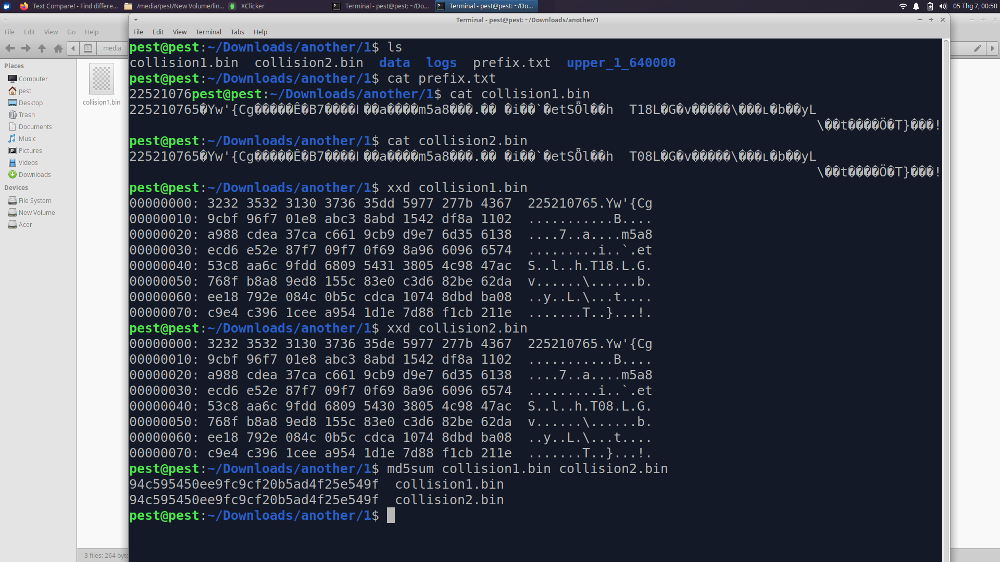 Text Compare! - Find differe... /media/pest/New Volume/lin... XClicker Terminal - pest@pest: ~/Do... Terminal - pest@pest: ~/Do... 05 Thg 7, 00:50
Terminal - pest@pest: ~/Downloads/another/1
File Edit View Go Help
File Edit View Terminal Tabs Help
media
Places
Computer
pest
Desktop
Trash
Documents
Music
Pictures
Videos
Downloads
Devices
File System
New Volume
Acer
collision1.bin
3 files: 264 byte
pest@pest:~/Downloads/another/1$ ls
collision1.bin  collision2.bin  data  logs  prefix.txt  upper_1_640000
pest@pest:~/Downloads/another/1$ cat prefix.txt
22521076pest@pest:~/Downloads/another/1$ cat collision1.bin
225210765�Yw'{Cg�����Ê�B7����l ��a����m5a8���.�� �i��`�etSȪl��h  T18L�G�v�����\���ʟ�b��yL
\��t����Ö�T}���!
pest@pest:~/Downloads/another/1$ cat collision2.bin
225210765�Yw'{Cg�����Ê�B7����l ��a����m5a8���.�� �i��`�etSȪl��h  T08L�G�v�����\���ʟ�b��yL
\��t����Ö�T}���!
pest@pest:~/Downloads/another/1$ xxd collision1.bin
00000000: 3232 3532 3130 3736 35dd 5977 277b 4367  225210765.Yw'{Cg
00000010: 9cbf 96f7 01e8 abc3 8abd 1542 df8a 1102  ...........B....
00000020: a988 cdea 37ca c661 9cb9 d9e7 6d35 6138  ....7..a....m5a8
00000030: ecd6 e52e 87f7 09f7 0f69 8a96 6096 6574  .........i..`.et
00000040: 53c8 aa6c 9fdd 6809 5431 3805 4c98 47ac  S..l..h.T18.L.G.
00000050: 768f b8a8 9ed8 155c 83e0 c3d6 82be 62da  v......\......b.
00000060: ee18 792e 084c 0b5c cdca 1074 8dbd ba08  ..y..L.\...t....
00000070: c9e4 c396 1cee a954 1d1e 7d88 f1cb 211e  .......T..}...!.
pest@pest:~/Downloads/another/1$ xxd collision2.bin
00000000: 3232 3532 3130 3736 35de 5977 277b 4367  225210765.Yw'{Cg
00000010: 9cbf 96f7 01e8 abc3 8abd 1542 df8a 1102  ...........B....
00000020: a988 cdea 37ca c661 9cb9 d9e7 6d35 6138  ....7..a....m5a8
00000030: ecd6 e52e 87f7 09f7 0f69 8a96 6096 6574  .........i..`.et
00000040: 53c8 aa6c 9fdd 6809 5430 3805 4c98 47ac  S..l..h.T08.L.G.
00000050: 768f b8a8 9ed8 155c 83e0 c3d6 82be 62da  v......\......b.
00000060: ee18 792e 084c 0b5c cdca 1074 8dbd ba08  ..y..L.\...t....
00000070: c9e4 c396 1cee a954 1d1e 7d88 f1cb 211e  .......T..}...!.
pest@pest:~/Downloads/another/1$ md5sum collision1.bin collision2.bin
94c595450ee9fc9cf20b5ad4f25e549f  collision1.bin
94c595450ee9fc9cf20b5ad4f25e549f  collision2.bin
pest@pest:~/Downloads/another/1$